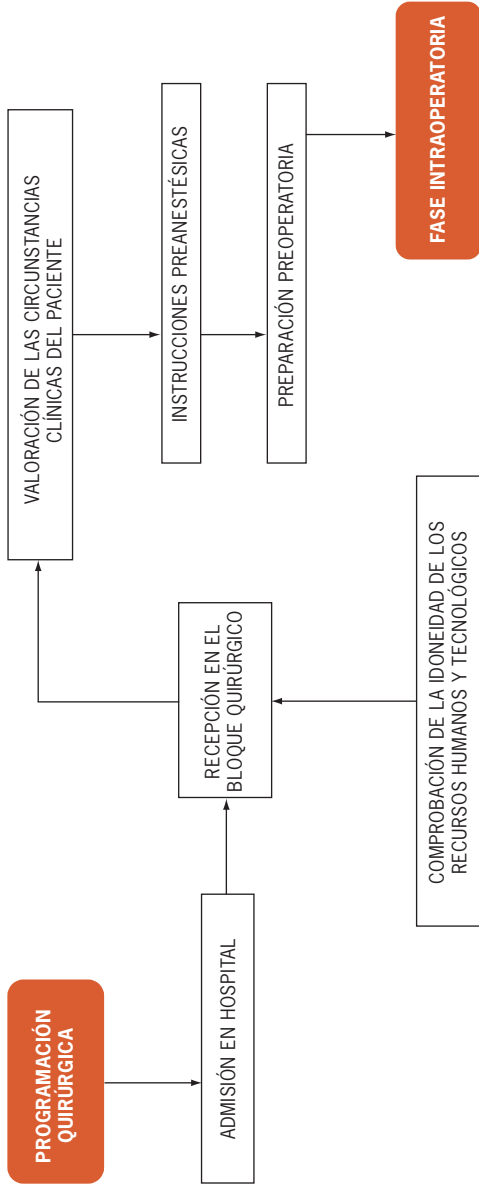 PROGRAMACIÓN
QUIRÚRGICA
ADMISIÓN EN HOSPITAL
RECEPCIÓN EN EL
BLOQUE QUIRÚRGICO
COMPROBACIÓN DE LA IDONEIDAD DE LOS
RECURSOS HUMANOS Y TECNOLÓGICOS
VALORACIÓN DE LAS CIRCUNSTANCIAS
CLÍNICAS DEL PACIENTE
INSTRUCCIONES PREANESTÉSICAS
PREPARACIÓN PREOPERATORIA
FASE INTRAOPERATORIA